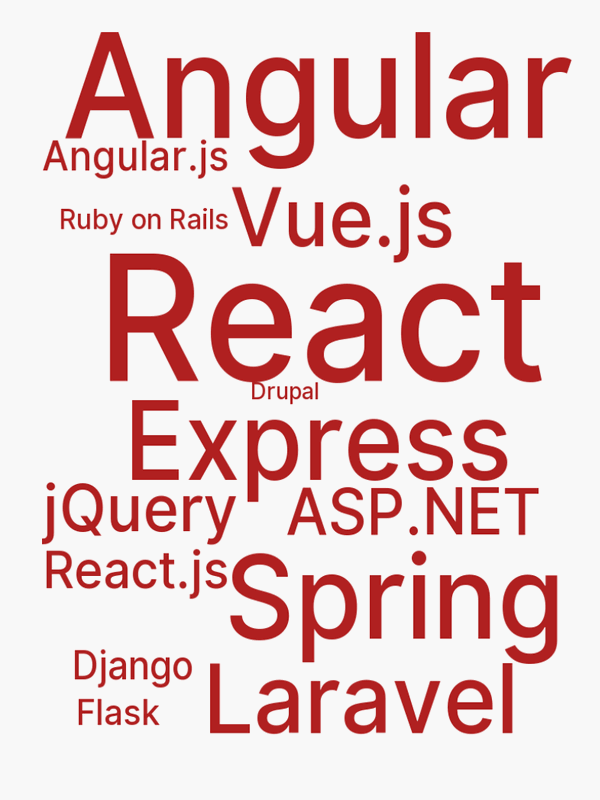 Angular
Angular.js
Ruby on Rails
Vue.js
React
Drupal
Express
jQuery
ASP.NET
React.js
Spring
Django
Laravel
Flask